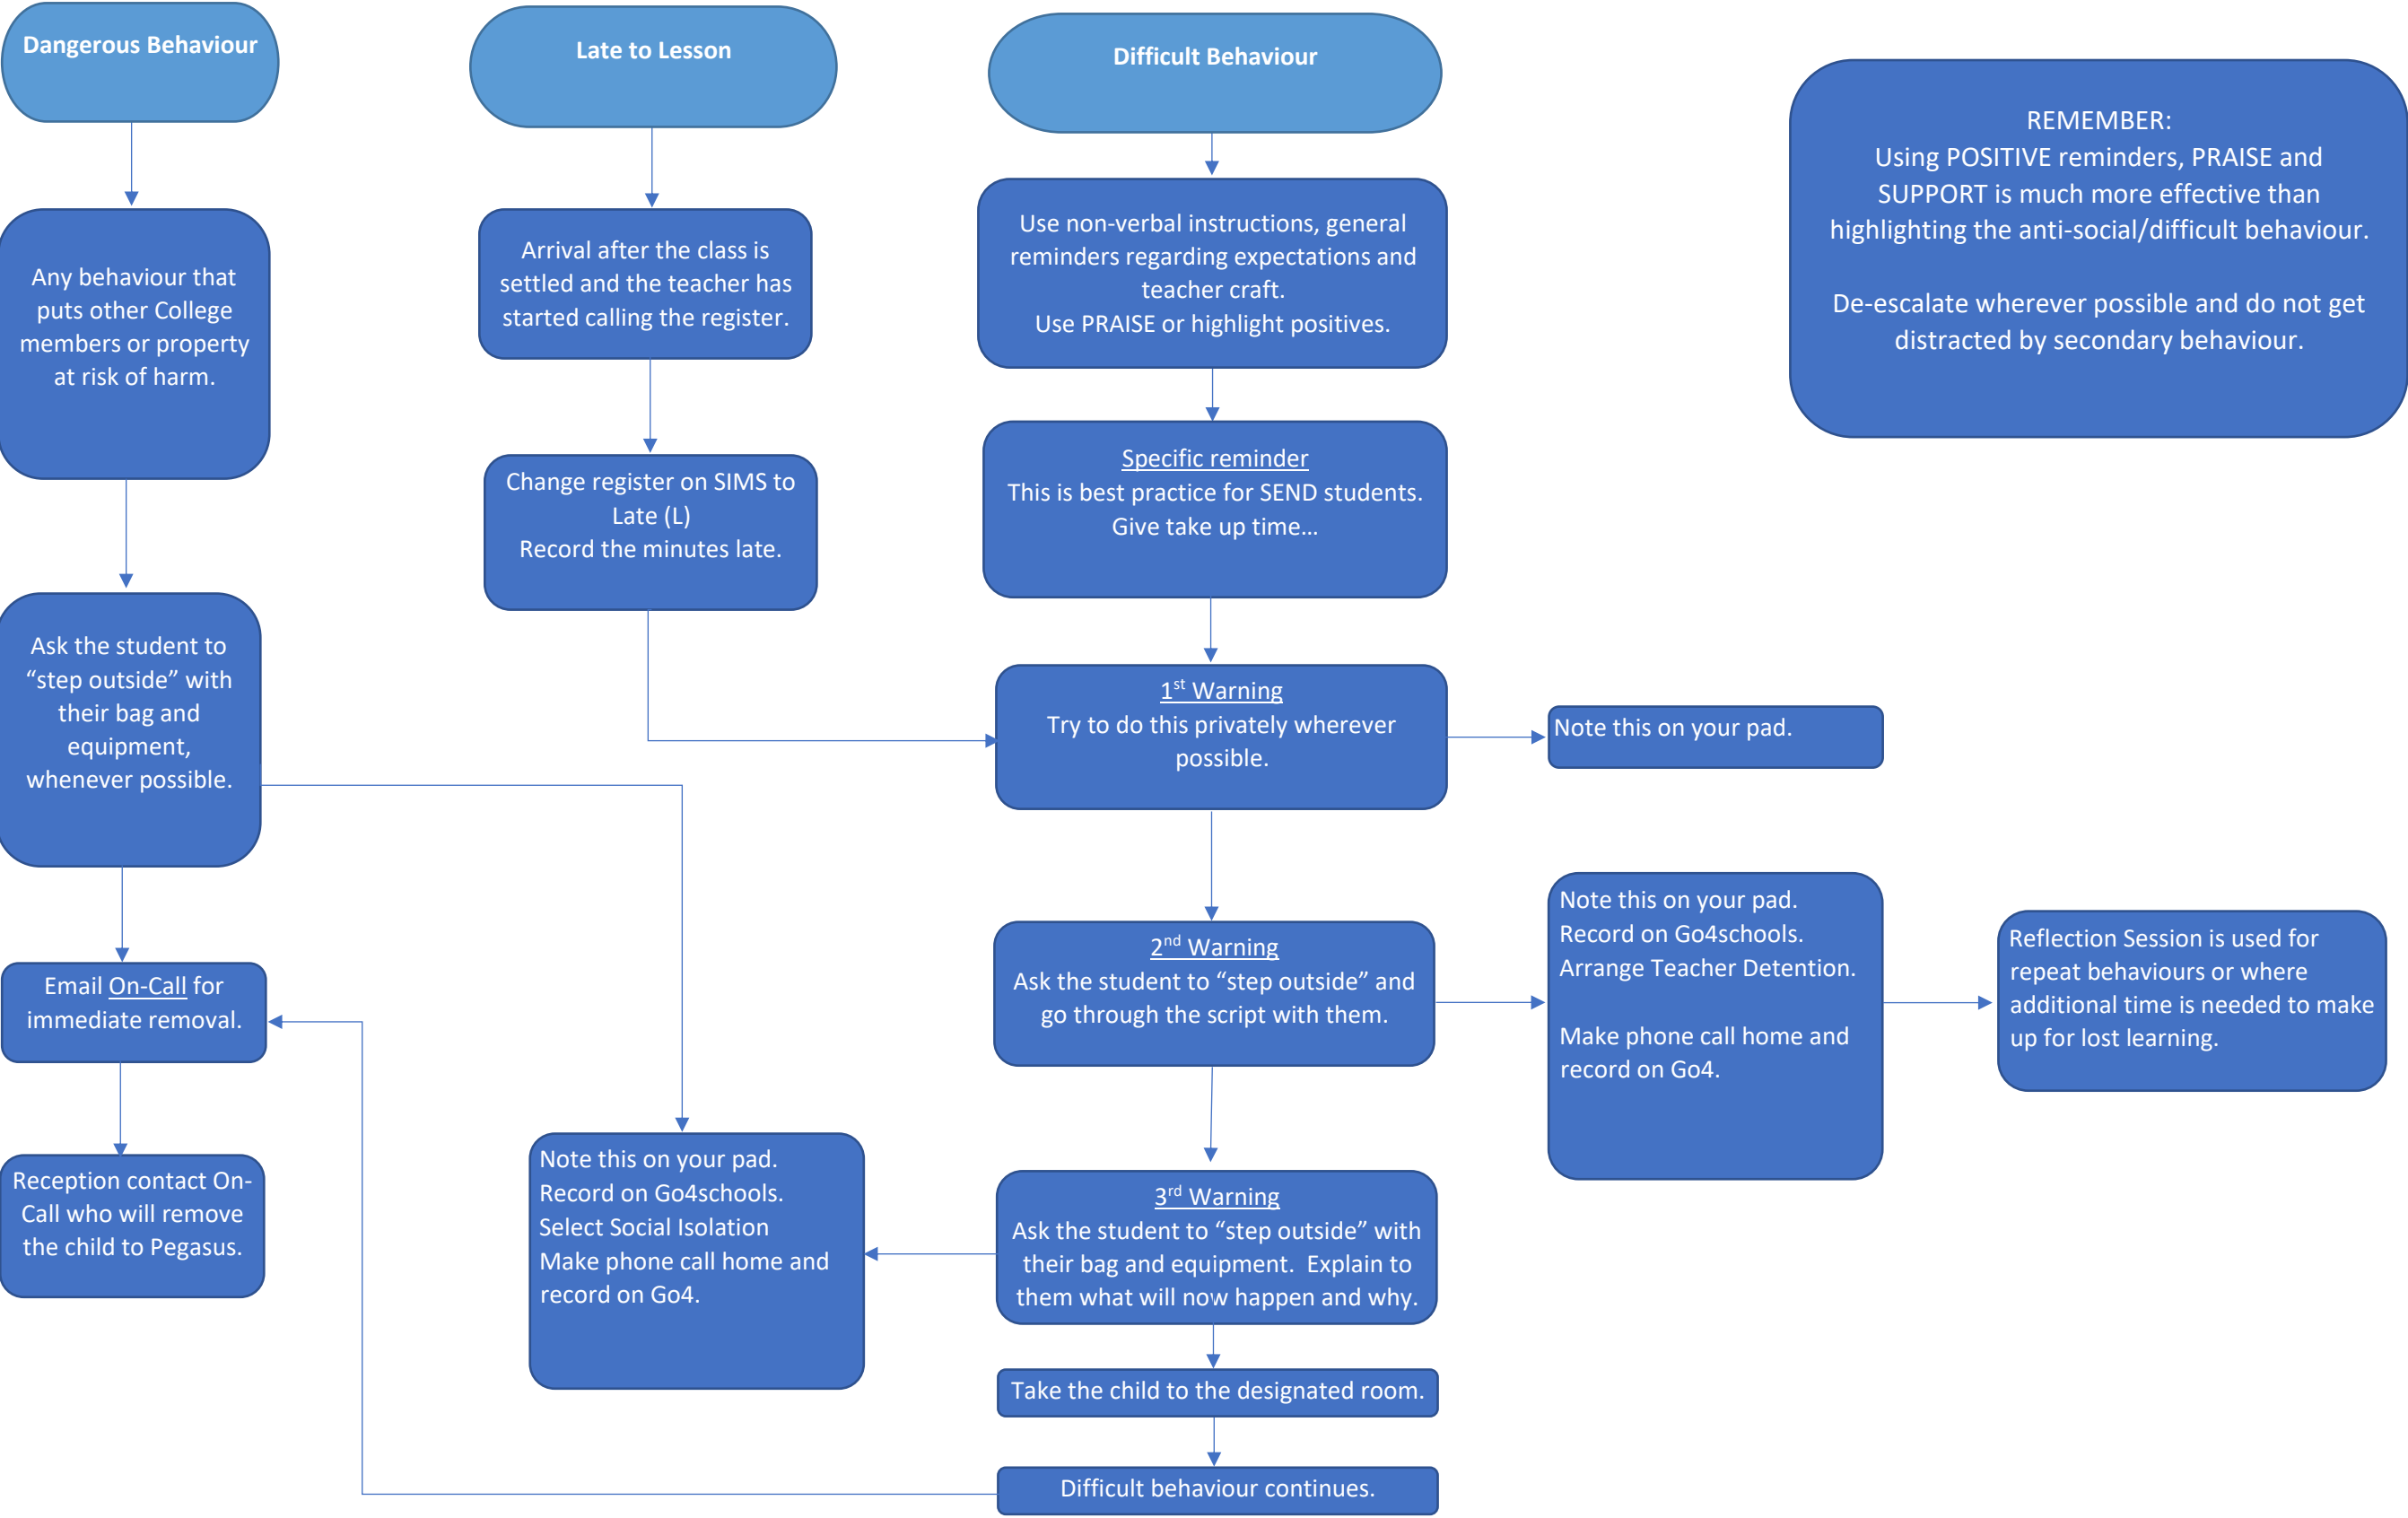 Dangerous Behaviour
Any behaviour that
puts other College
members or property
at risk of harm.
Ask the student to
“step outside” with
their bag and
equipment,
whenever possible.
Email On-Call for
immediate removal.
Reception contact On-
Call who will remove
the child to Pegasus.
Late to Lesson
Arrival after the class is
settled and the teacher has
started calling the register.
Change register on SIMS to
Late (L)
Record the minutes late.
Note this on your pad.
Record on Go4schools.
Select Social Isolation
Make phone call home and
record on Go4.
Difficult Behaviour
Use non-verbal instructions, general
reminders regarding expectations and
teacher craft.
Use PRAISE or highlight positives.
Specific reminder
This is best practice for SEND students.
Give take up time…
1st Warning
Try to do this privately wherever
possible.
Note this on your pad.
2nd Warning
Ask the student to “step outside” and
go through the script with them.
Note this on your pad.
Record on Go4schools.
Arrange Teacher Detention.
Make phone call home and
record on Go4.
Reflection Session is used for
repeat behaviours or where
additional time is needed to make
up for lost learning.
3rd Warning
Ask the student to “step outside” with
their bag and equipment.  Explain to
them what will now happen and why.
Take the child to the designated room.
Difficult behaviour continues.
REMEMBER:
Using POSITIVE reminders, PRAISE and
SUPPORT is much more effective than
highlighting the anti-social/difficult behaviour.
De-escalate wherever possible and do not get
distracted by secondary behaviour.